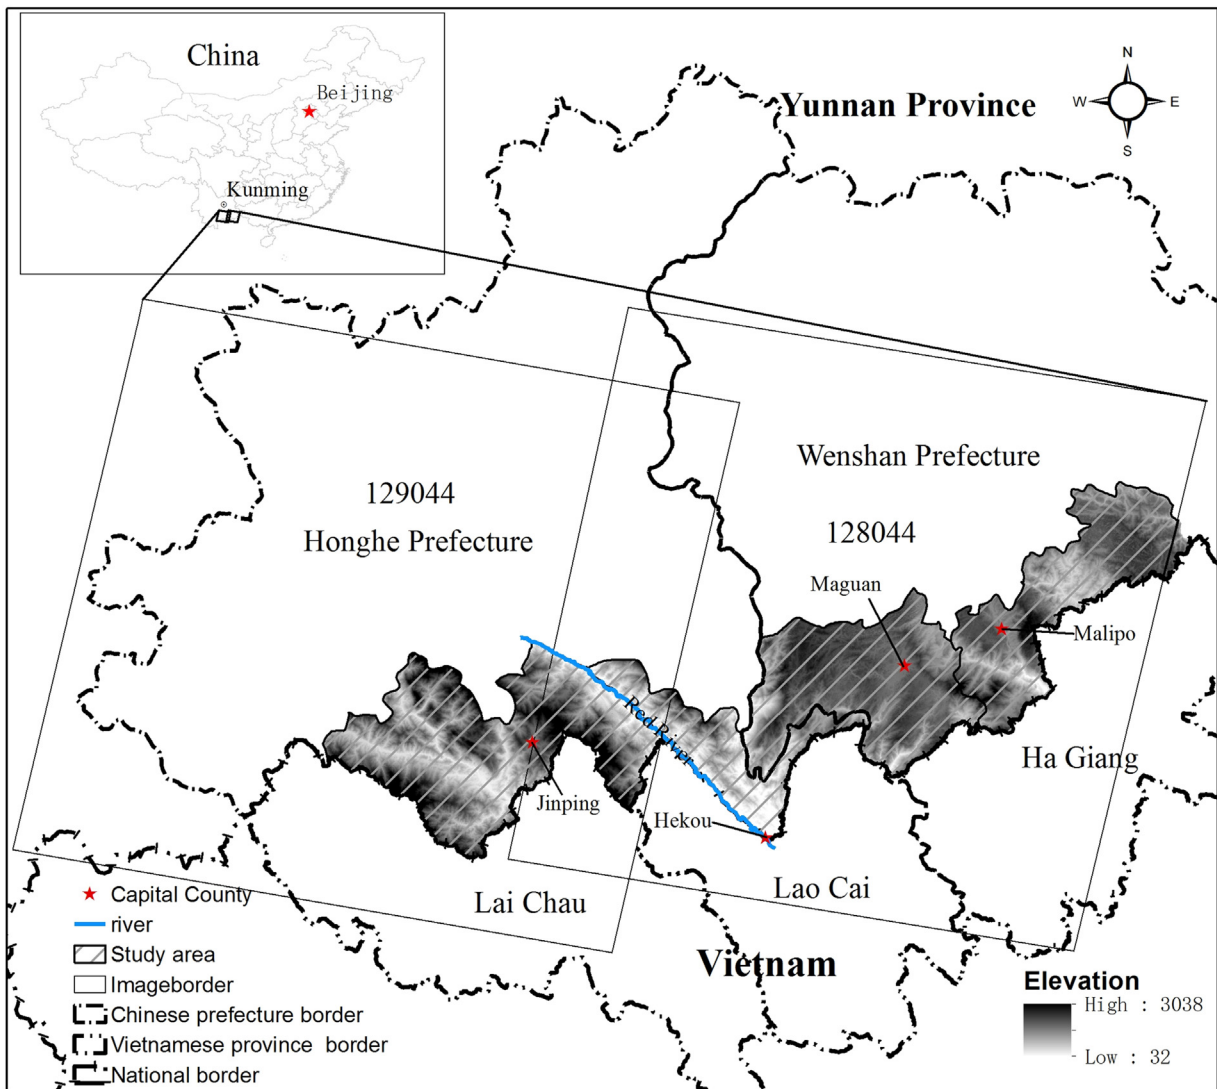 China
Beijing
Kunming
Yunnan Province
N
W
E
S
Wenshan Prefecture
129044
Honghe Prefecture
128044
Maguan
Malipo
Red River
Ha Giang
Jinping
Hekou
Lao Cai
Lai Chau
Vietnam
Capital County
river
Study area
Imageborder
Chinese prefecture border
Vietnamese province border
National border
Elevation
High : 3038
Low : 32